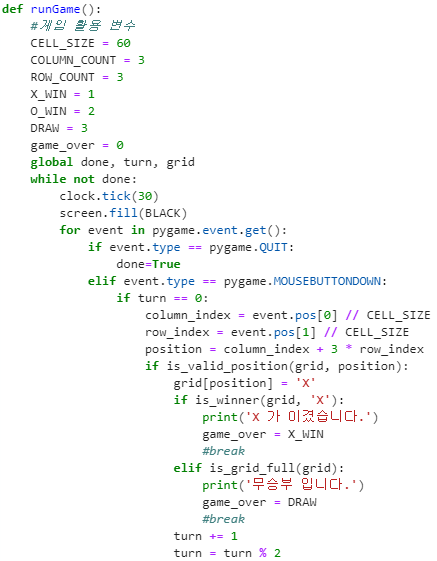 def runGame():
    #게임 활용 변수
    CELL_SIZE = 60
    COLUMN_COUNT = 3
    ROW_COUNT = 3
    X_WIN = 1
    O_WIN = 2
    DRAW = 3
    game_over = 0
    global done, turn, grid
    while not done:
        clock.tick(30)
        screen.fill(BLACK)
        for event in pygame.event.get():
            if event.type == pygame.QUIT:
                done=True
            elif event.type == pygame.MOUSEBUTTONDOWN:
                if turn == 0:
                    column_index = event.pos[0] // CELL_SIZE
                    row_index = event.pos[1] // CELL_SIZE
                    position = column_index + 3 * row_index
                    if is_valid_position(grid, position):
                        grid[position] = 'X'
                        if is_winner(grid, 'X'):
                            print('X 가 이겼습니다.')
                            game_over = X_WIN
                            #break
                        elif is_grid_full(grid):
                            print('무승부 입니다.')
                            game_over = DRAW
                            #break
                        turn += 1
                        turn = turn % 2